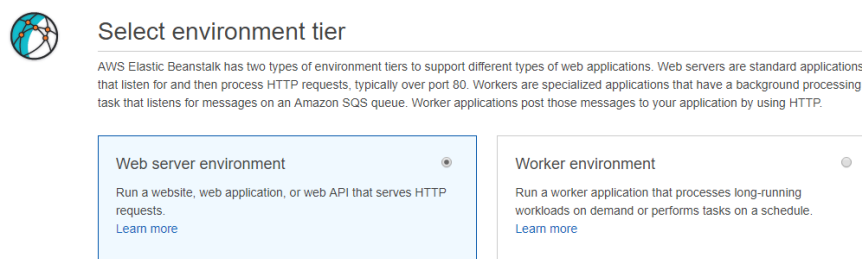 Select environment tier
AWS Elastic Beanstalk has two types of environment tiers to support different types of web applications. Web servers are standard applications
that listen for and then process HTTP requests, typically over port 80. Workers are specialized applications that have a background processing
task that listens for messages on an Amazon SQS queue. Worker applications post those messages to your application by using HTTP.
Web server environment
Run a website, web application, or web API that serves HTTP
requests.
Learn more
Worker environment
Run a worker application that processes long-running
workloads on demand or performs tasks on a schedule.
Learn more